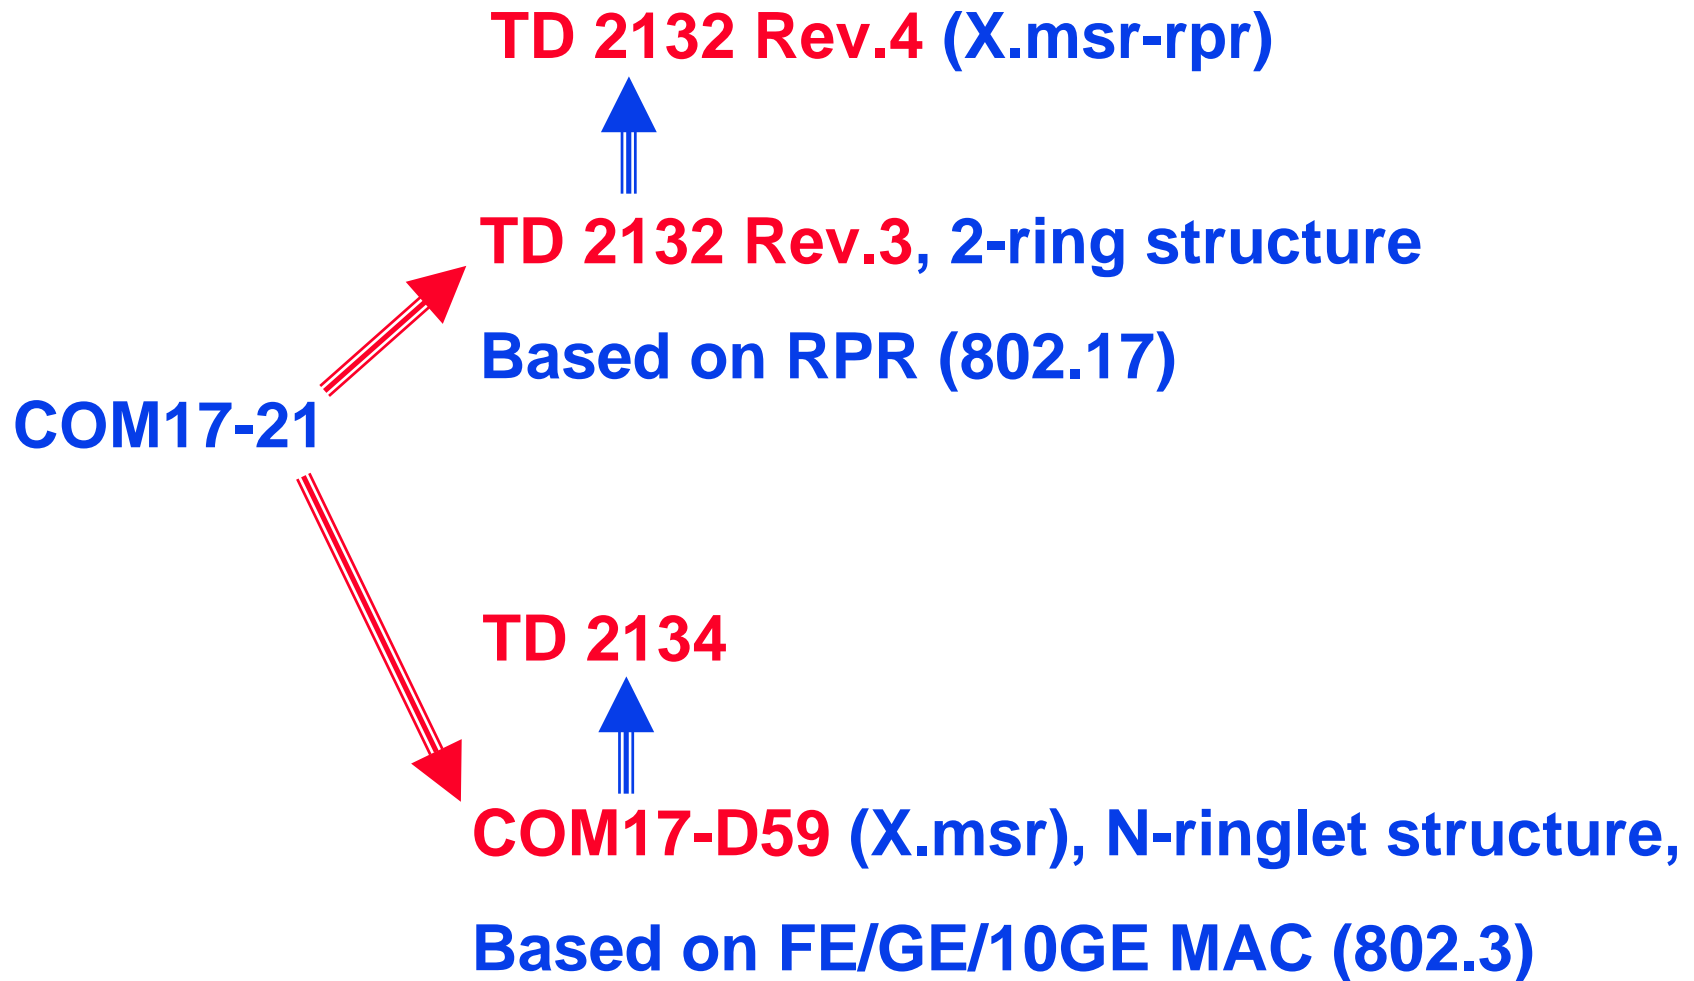 TD 2132 Rev.4 (X.msr-rpr)
TD 2132 Rev.3, 2-ring structure
Based on RPR (802.17)
COM17-21
TD 2134
COM17-D59 (X.msr), N-ringlet structure,
Based on FE/GE/10GE MAC (802.3)